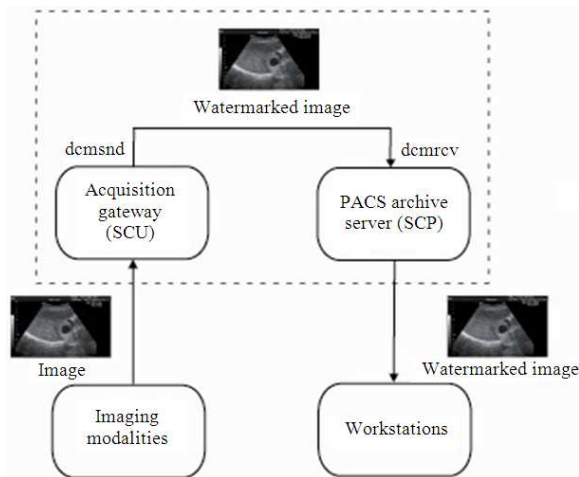 Watermarked image
dcmsnd
dcmrcv
Acquisition
gateway
(SCU)
PACS archive
server (SCP)
Image
Watermarked image
Imaging
modalities
Workstations